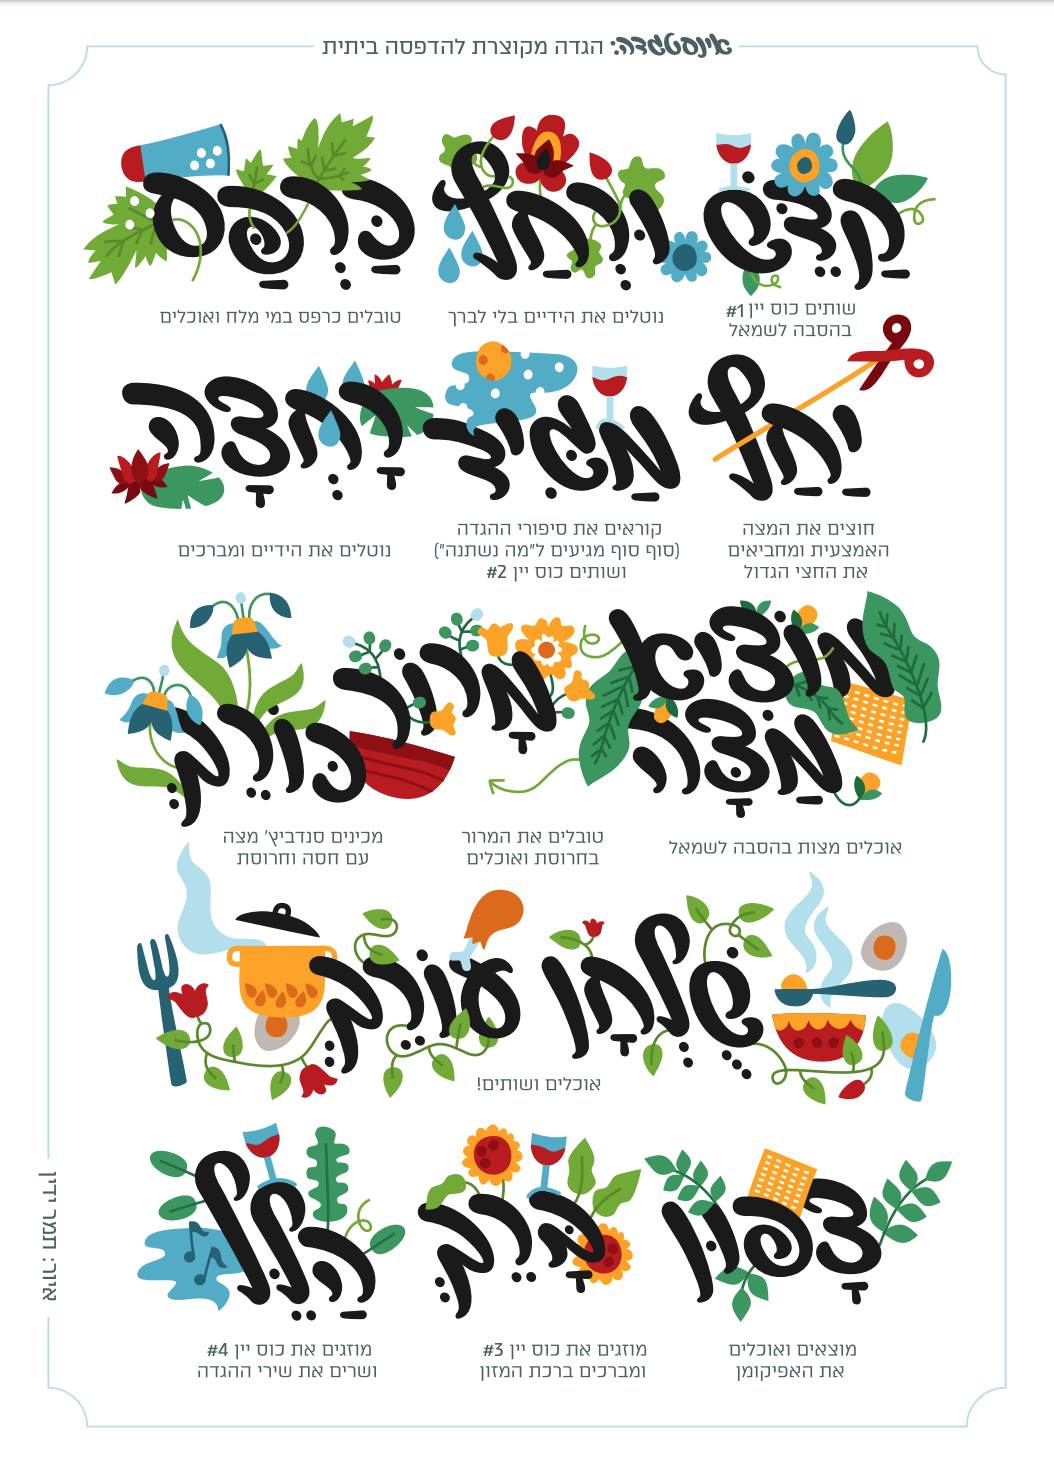 אינסטגדה: הגדה מקוצרת להדפסה ביתית
קַדֵּשׁ
שותים כוס יין #1
בהסבה לשמאל
וּרְחַץ
נוטלים את הידיים בלי לברך
כַּרְפַּס
טובלים כרפס במי מלח ואוכלים
יַחַץ
חוצים את המצה
האמצעית ומחביאים
את החצי הגדול
מַגִּיד
קוראים את סיפורי ההגדה
(סוף סוף מגיעים ל"מה נשתנה")
ושותים כוס יין #2
רָחְצָה
נוטלים את הידיים ומברכים
מוֹצִיא
מַצָּה
אוכלים מצות בהסבה לשמאל
מָרוֹר
טובלים את המרור
בחרוסת ואוכלים
כּוֹרֵךְ
מכינים סנדביץ' מצה
עם חסה וחרוסת
שֻׁלְחָן עוֹרֵךְ
אוכלים ושותים!
צָפוּן
מוצאים ואוכלים
את האפיקומן
בָּרֵךְ
מוזגים את כוס יין #3
ומברכים ברכת המזון
הַלֵּל
מוזגים את כוס יין #4
ושרים את שירי ההגדה
איור: תמר ידין